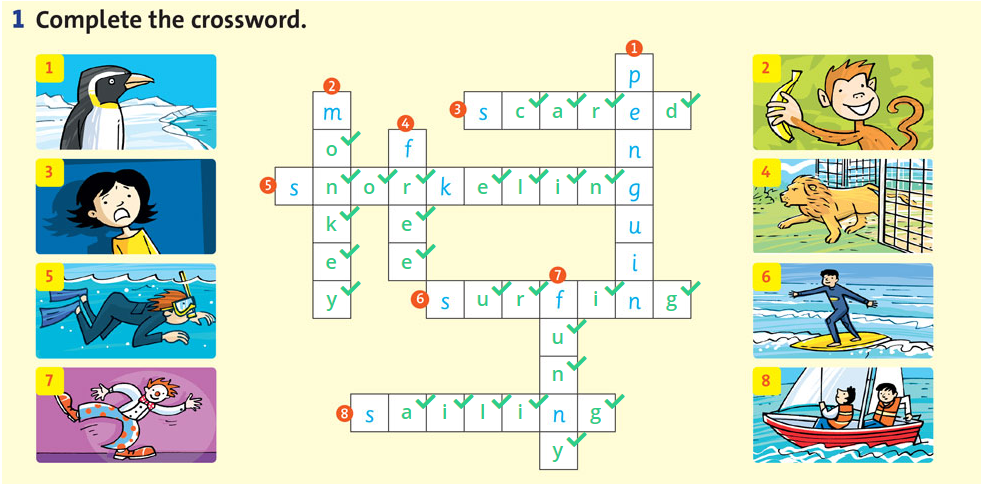 1 Complete the crossword.
1
1 p 2
2
m 3 s c a r e d
4
o f n
3 4
5 s n o r k e l i n g
k e u
e e i
5 7 6
y 6 s u r f i n g
u
7 n 8
8 s a i l i n g
y